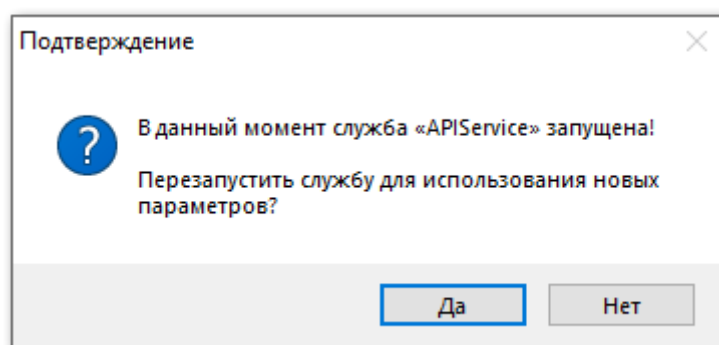 Подтверждение
В данный момент служба «APIService» запущена!
Перезапустить службу для использования новых
параметров?
Да
Нет